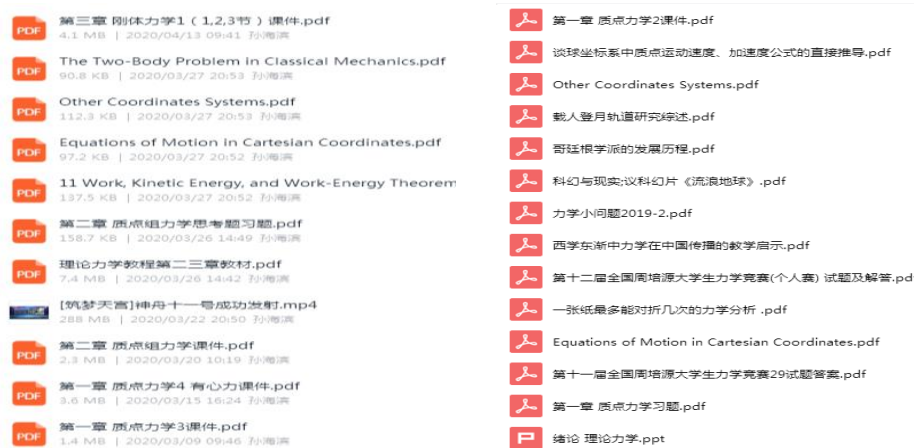 第三章 刚体力学1（1,2,3节）课件.pdf
4.1 MB | 2020/04/13 09:41 孙海滨
The Two-Body Problem in Classical Mechanics.pdf
90.8 KB | 2020/03/27 20:53 孙海滨
Other Coordinates Systems.pdf
112.3 KB | 2020/03/27 20:53 孙海滨
Equations of Motion in Cartesian Coordinates.pdf
97.2 KB | 2020/03/27 20:52 孙海滨
11 Work, Kinetic Energy, and Work-Energy Theorem
137.5 KB | 2020/03/27 20:52 孙海滨
第二章 质点组力学思考题习题.pdf
158.7 KB | 2020/03/26 14:49 孙海滨
理论力学教程第二三章教材.pdf
7.4 MB | 2020/03/26 14:42 孙海滨
[筑梦天宫]神舟十一号成功发射.mp4
288 MB | 2020/03/22 20:50 孙海滨
第二章 质点组力学课件.pdf
2.3 MB | 2020/03/20 10:19 孙海滨
第一章 质点力学4 有心力课件.pdf
3.6 MB | 2020/03/15 16:24 孙海滨
第一章 质点力学3课件.pdf
1.4 MB | 2020/03/09 09:46 孙海滨
PDF
PDF
PDF
PDF
PDF
PDF
PDF
PDF
PDF
PDF
第一章 质点力学2课件.pdf
谈球坐标系中质点运动速度、加速度公式的直接推导.pdf
Other Coordinates Systems.pdf
载人登月轨道研究综述.pdf
哥廷根学派的发展历程.pdf
科幻与现实;议科幻片《流浪地球》.pdf
力学小问题2019-2.pdf
西学东渐中力学在中国传播的教学启示.pdf
第十二届全国周培源大学生力学竞赛(个人赛) 试题及解答.pd
一张纸最多能对折几次的力学分析 .pdf
Equations of Motion in Cartesian Coordinates.pdf
第十一届全国周培源大学生力学竞赛29试题答案.pdf
第一章 质点力学习题.pdf
绪论 理论力学.ppt